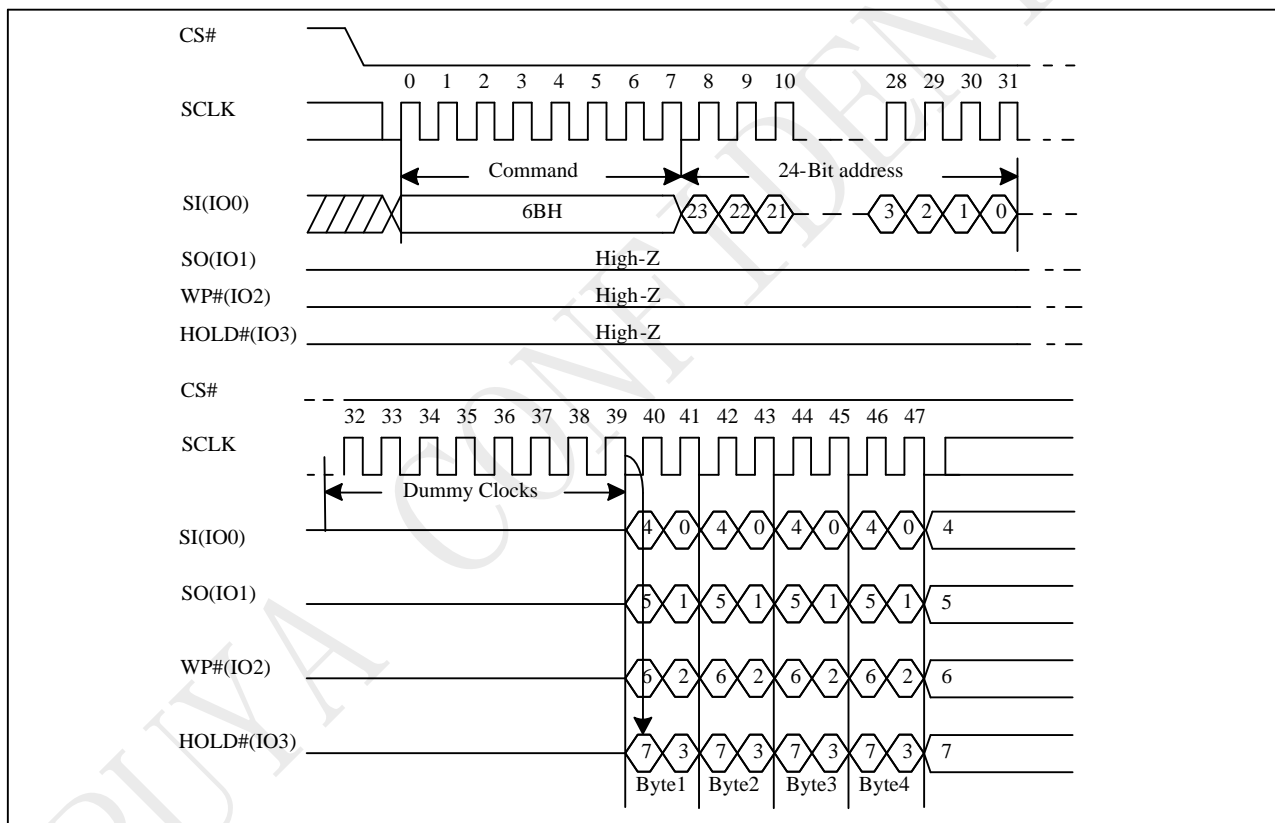 CS#
0 1 2 3 4 5 6 7 8 9 10 28 29 30 31
SCLK
Command 24-Bit address
SI(IO0) 6BH 23 22 21 3 2 1 0
SO(IO1) High-Z
WP#(IO2) High-Z
HOLD#(IO3) High-Z
CS#
32 33 34 35 36 37 38 39 40 41 42 43 44 45 46 47
SCLK
Dummy Clocks
SI(IO0) 4 0 4 0 4 0 4 0 4
SO(IO1) 5 1 5 1 5 1 5 1 5
WP#(IO2) 6 2 6 2 6 2 6 2 6
HOLD#(IO3) 7 3 7 3 7 3 7 3 7
Byte1 Byte2 Byte3 Byte4
PUYA CONFIDENT